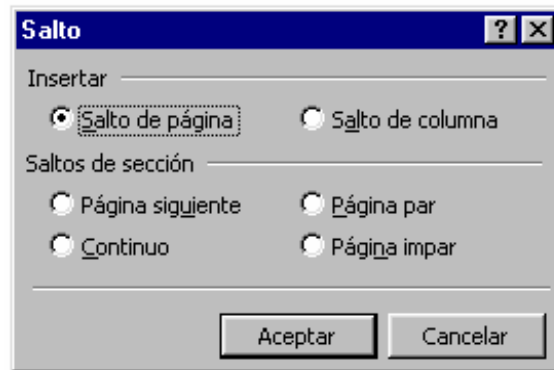 Salto
Insertar
Salto de página Salto de columna
Saltos de sección
Página siguiente Página par
Continuo Página impar
Aceptar Cancelar